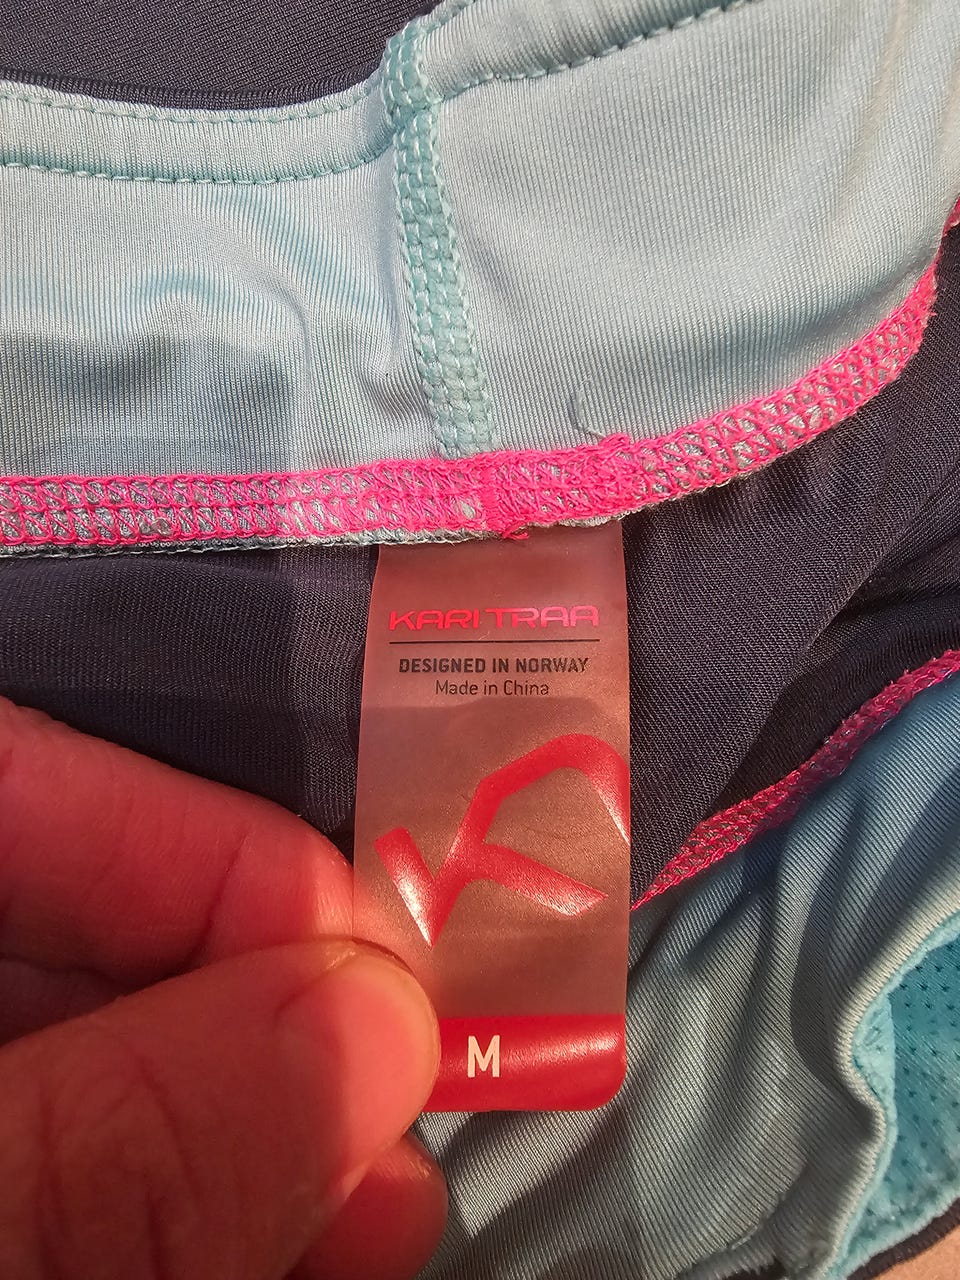 KARI TRAA
DESIGNED IN NORWAY
Made in China
M